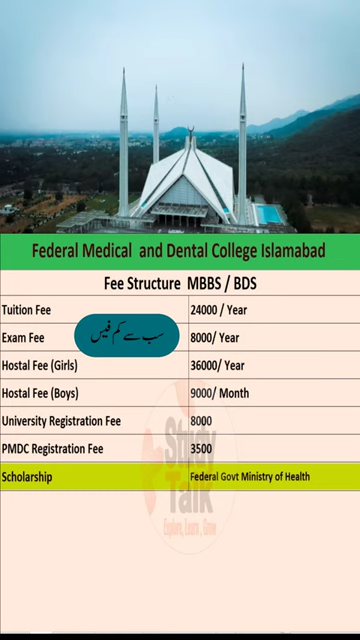 Federal Medical and Dental College Islamabad
Fee Structure MBBS / BDS
Tuition Fee 24000 / Year
Exam Fee 8000/ Year
سب سے کم فیس
Hostal Fee (Girls) 36000/ Year
Hostal Fee (Boys) 9000/ Month
University Registration Fee 8000
PMDC Registration Fee 3500
Scholarship Federal Govt Ministry of Health
Study
Talk
Explore, Learn , Grow